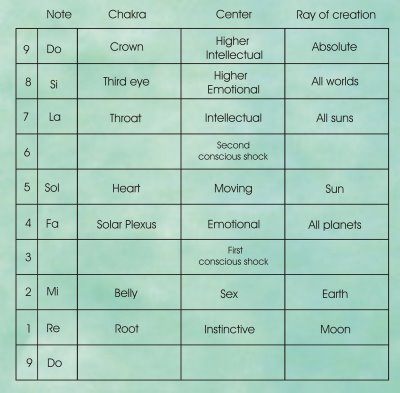 Note Chakra Center Ray of creation
9 Do Crown Higher Intellectual Absolute
8 Si Third eye Higher Emotional All worlds
7 La Throat Intellectual All suns
6 Second conscious shock
5 Sol Heart Moving Sun
4 Fa Solar Plexus Emotional All planets
3 First conscious shock
2 Mi Belly Sex Earth
1 Re Root Instinctive Moon
9 Do